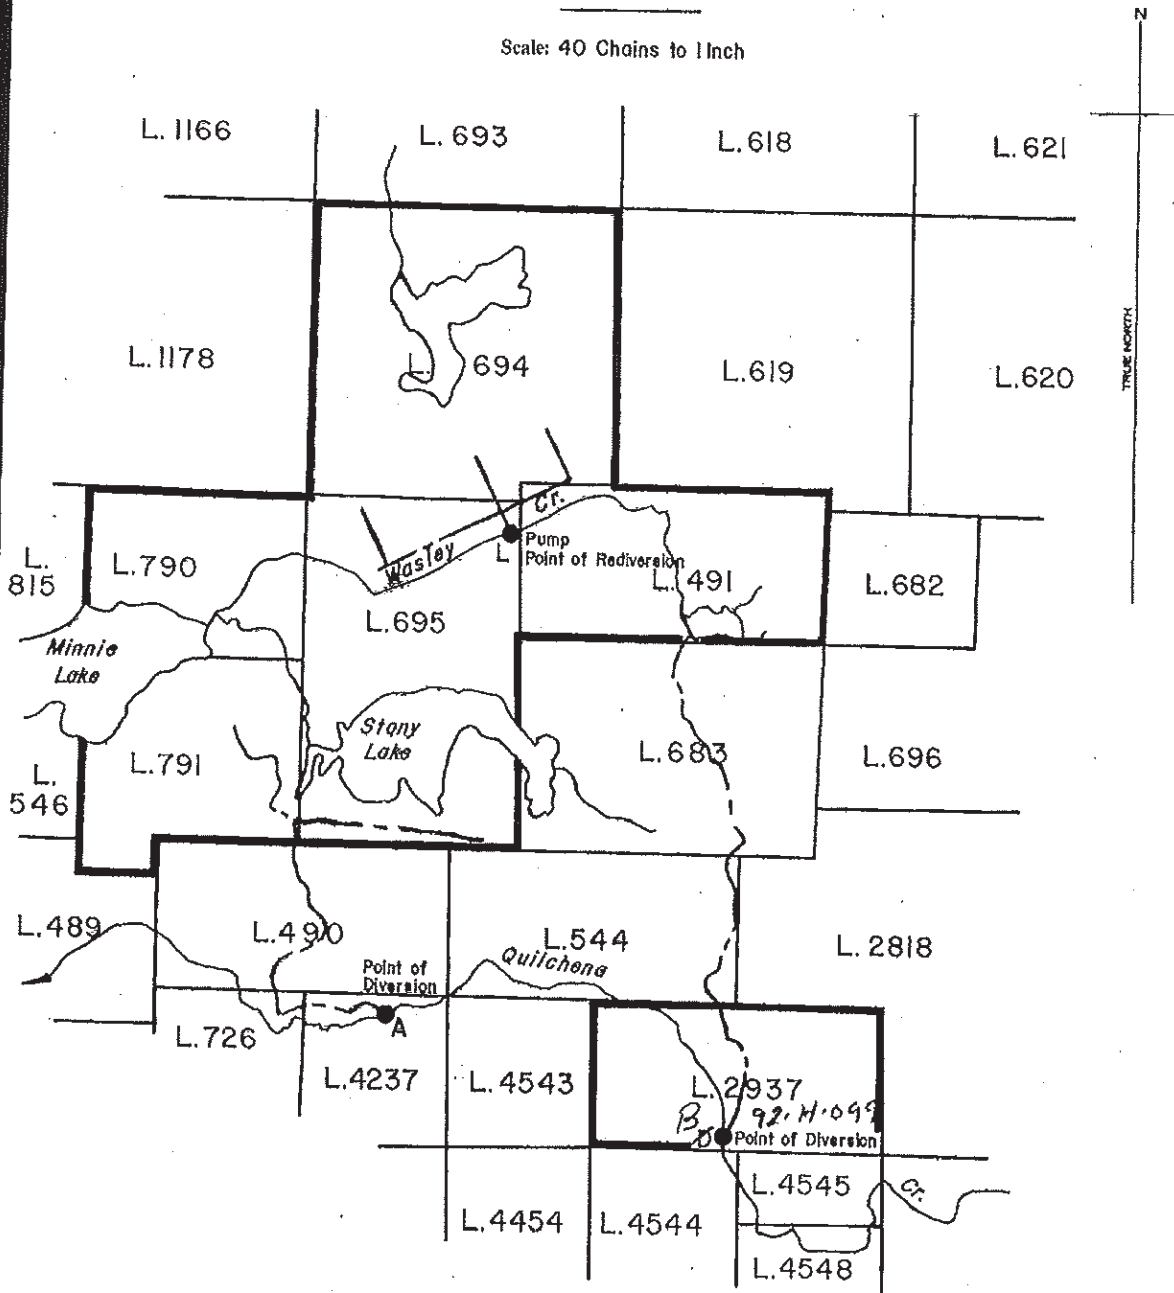 Scale: 40 Chains to 1 Inch
N
L. 1166
L. 693
L. 618
L. 621
TRUE NORTH
L. 1178
L. 694
L. 619
L. 620
Cr.
Wasley
L
Pump
Point of Rediversion
L.
815
L. 790
L. 491
L. 682
L. 695
Minnie
Lake
Stony
Lake
L. 791
L. 683
L. 696
L.
546
L. 489
L. 490
L. 544
L. 2818
Quilchena
Point of
Diversion
A
L. 726
L. 4237
L. 4543
L. 2937
B
92.H.099
Point of Diversion
L. 4545
Cr.
L. 4454
L. 4544
L. 4548